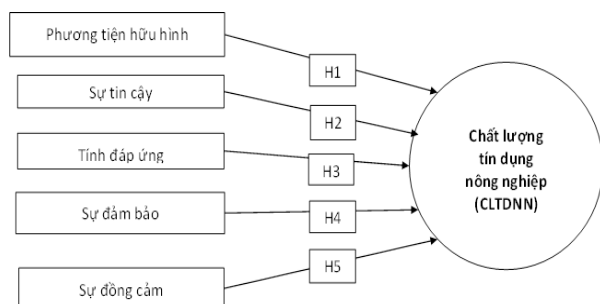 Phương tiện hữu hình
H1
Sự tin cậy
H2
Tính đáp ứng
H3
Sự đảm bảo
H4
Sự đồng cảm
H5
Chất lượng
tín dụng
nông nghiệp
(CLTDNN)